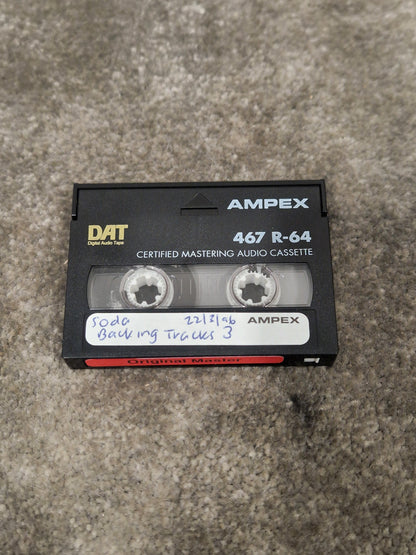 AMPEX
DAT
Digital Audio Tape
467 R-64
CERTIFIED MASTERING AUDIO CASSETTE
Soda 22/3/96 AMPEX
Backing Tracks 3
Original Master